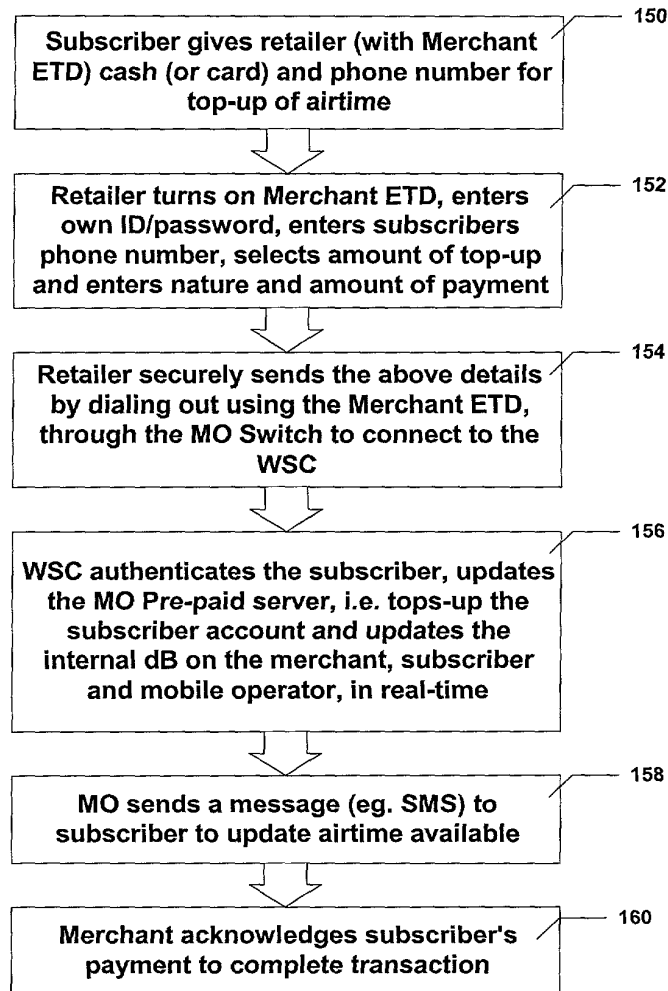 150
Subscriber gives retailer (with Merchant
ETD) cash (or card) and phone number for
top-up of airtime
152
Retailer turns on Merchant ETD, enters
own ID/password, enters subscribers
phone number, selects amount of top-up
and enters nature and amount of payment
154
Retailer securely sends the above details
by dialing out using the Merchant ETD,
through the MO Switch to connect to the
WSC
156
WSC authenticates the subscriber, updates
the MO Pre-paid server, i.e. tops-up the
subscriber account and updates the
internal dB on the merchant, subscriber
and mobile operator, in real-time
158
MO sends a message (eg. SMS) to
subscriber to update airtime available
160
Merchant acknowledges subscriber's
payment to complete transaction